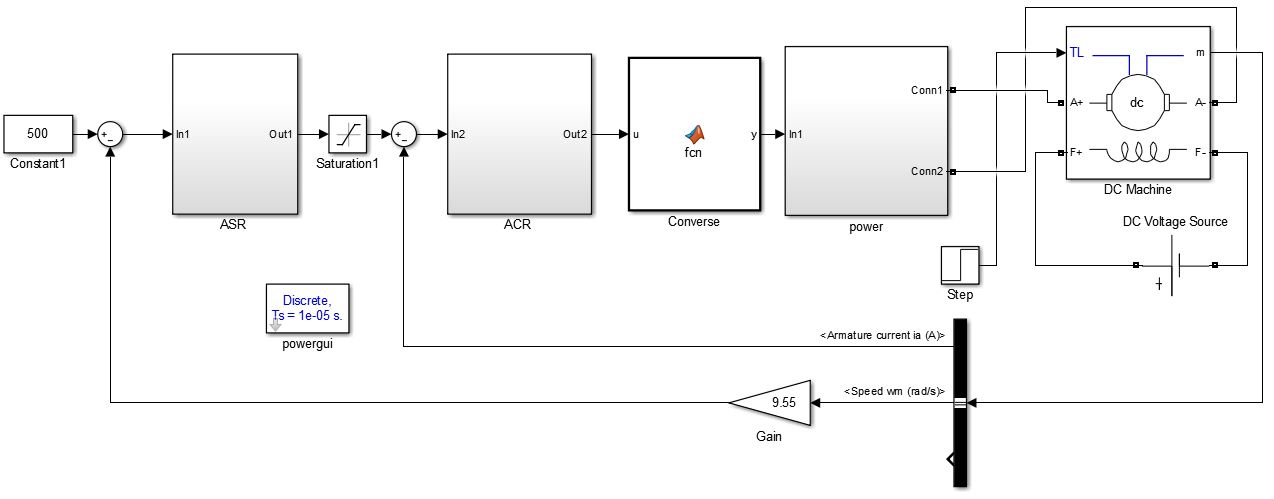 500
Constant1
+
−
In1
Out1
ASR
Saturation1
+
−
In2
Out2
ACR
u
fcn
y
Converse
In1
Conn1
Conn2
power
TL
m
A+
dc
A-
F+
F-
DC Machine
DC Voltage Source
+
Step
Discrete,
Ts = 1e-05 s.
powergui
<Armature current ia (A)>
<Speed wm (rad/s)>
9.55
Gain